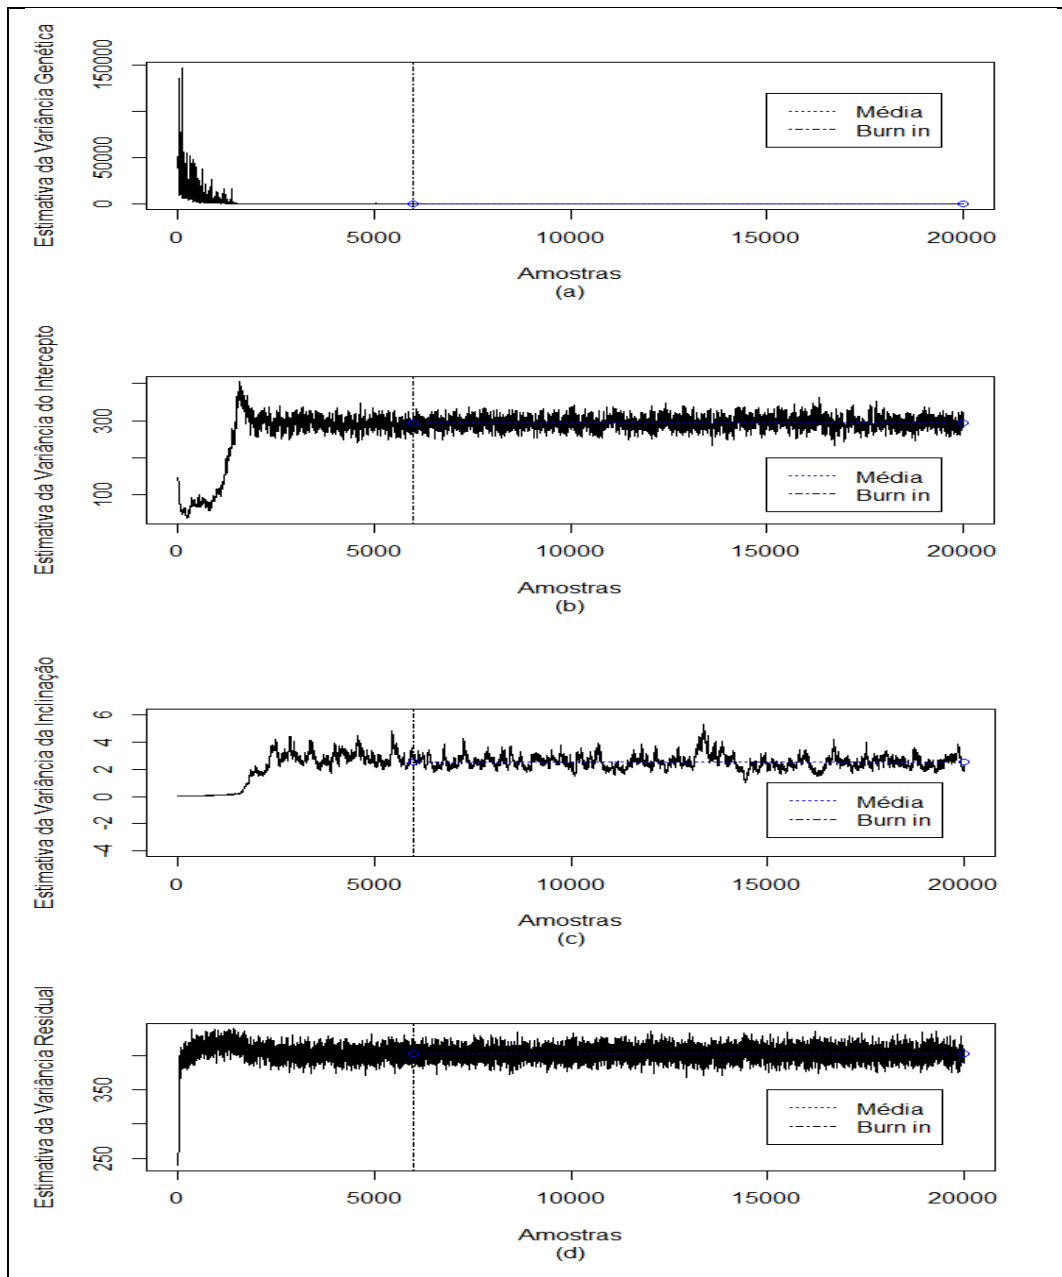 Estimativa da Variância Genética
150000
50000
0
Média
Burn in
0 5000 10000 15000 20000
Amostras
(a)
Estimativa da Variância do Intercepto
300
100
Média
Burn in
0 5000 10000 15000 20000
Amostras
(b)
Estimativa da Variância da Inclinação
6
4
2
0
-2
-4
Média
Burn in
0 5000 10000 15000 20000
Amostras
(c)
Estimativa da Variância Residual
350
250
Média
Burn in
0 5000 10000 15000 20000
Amostras
(d)